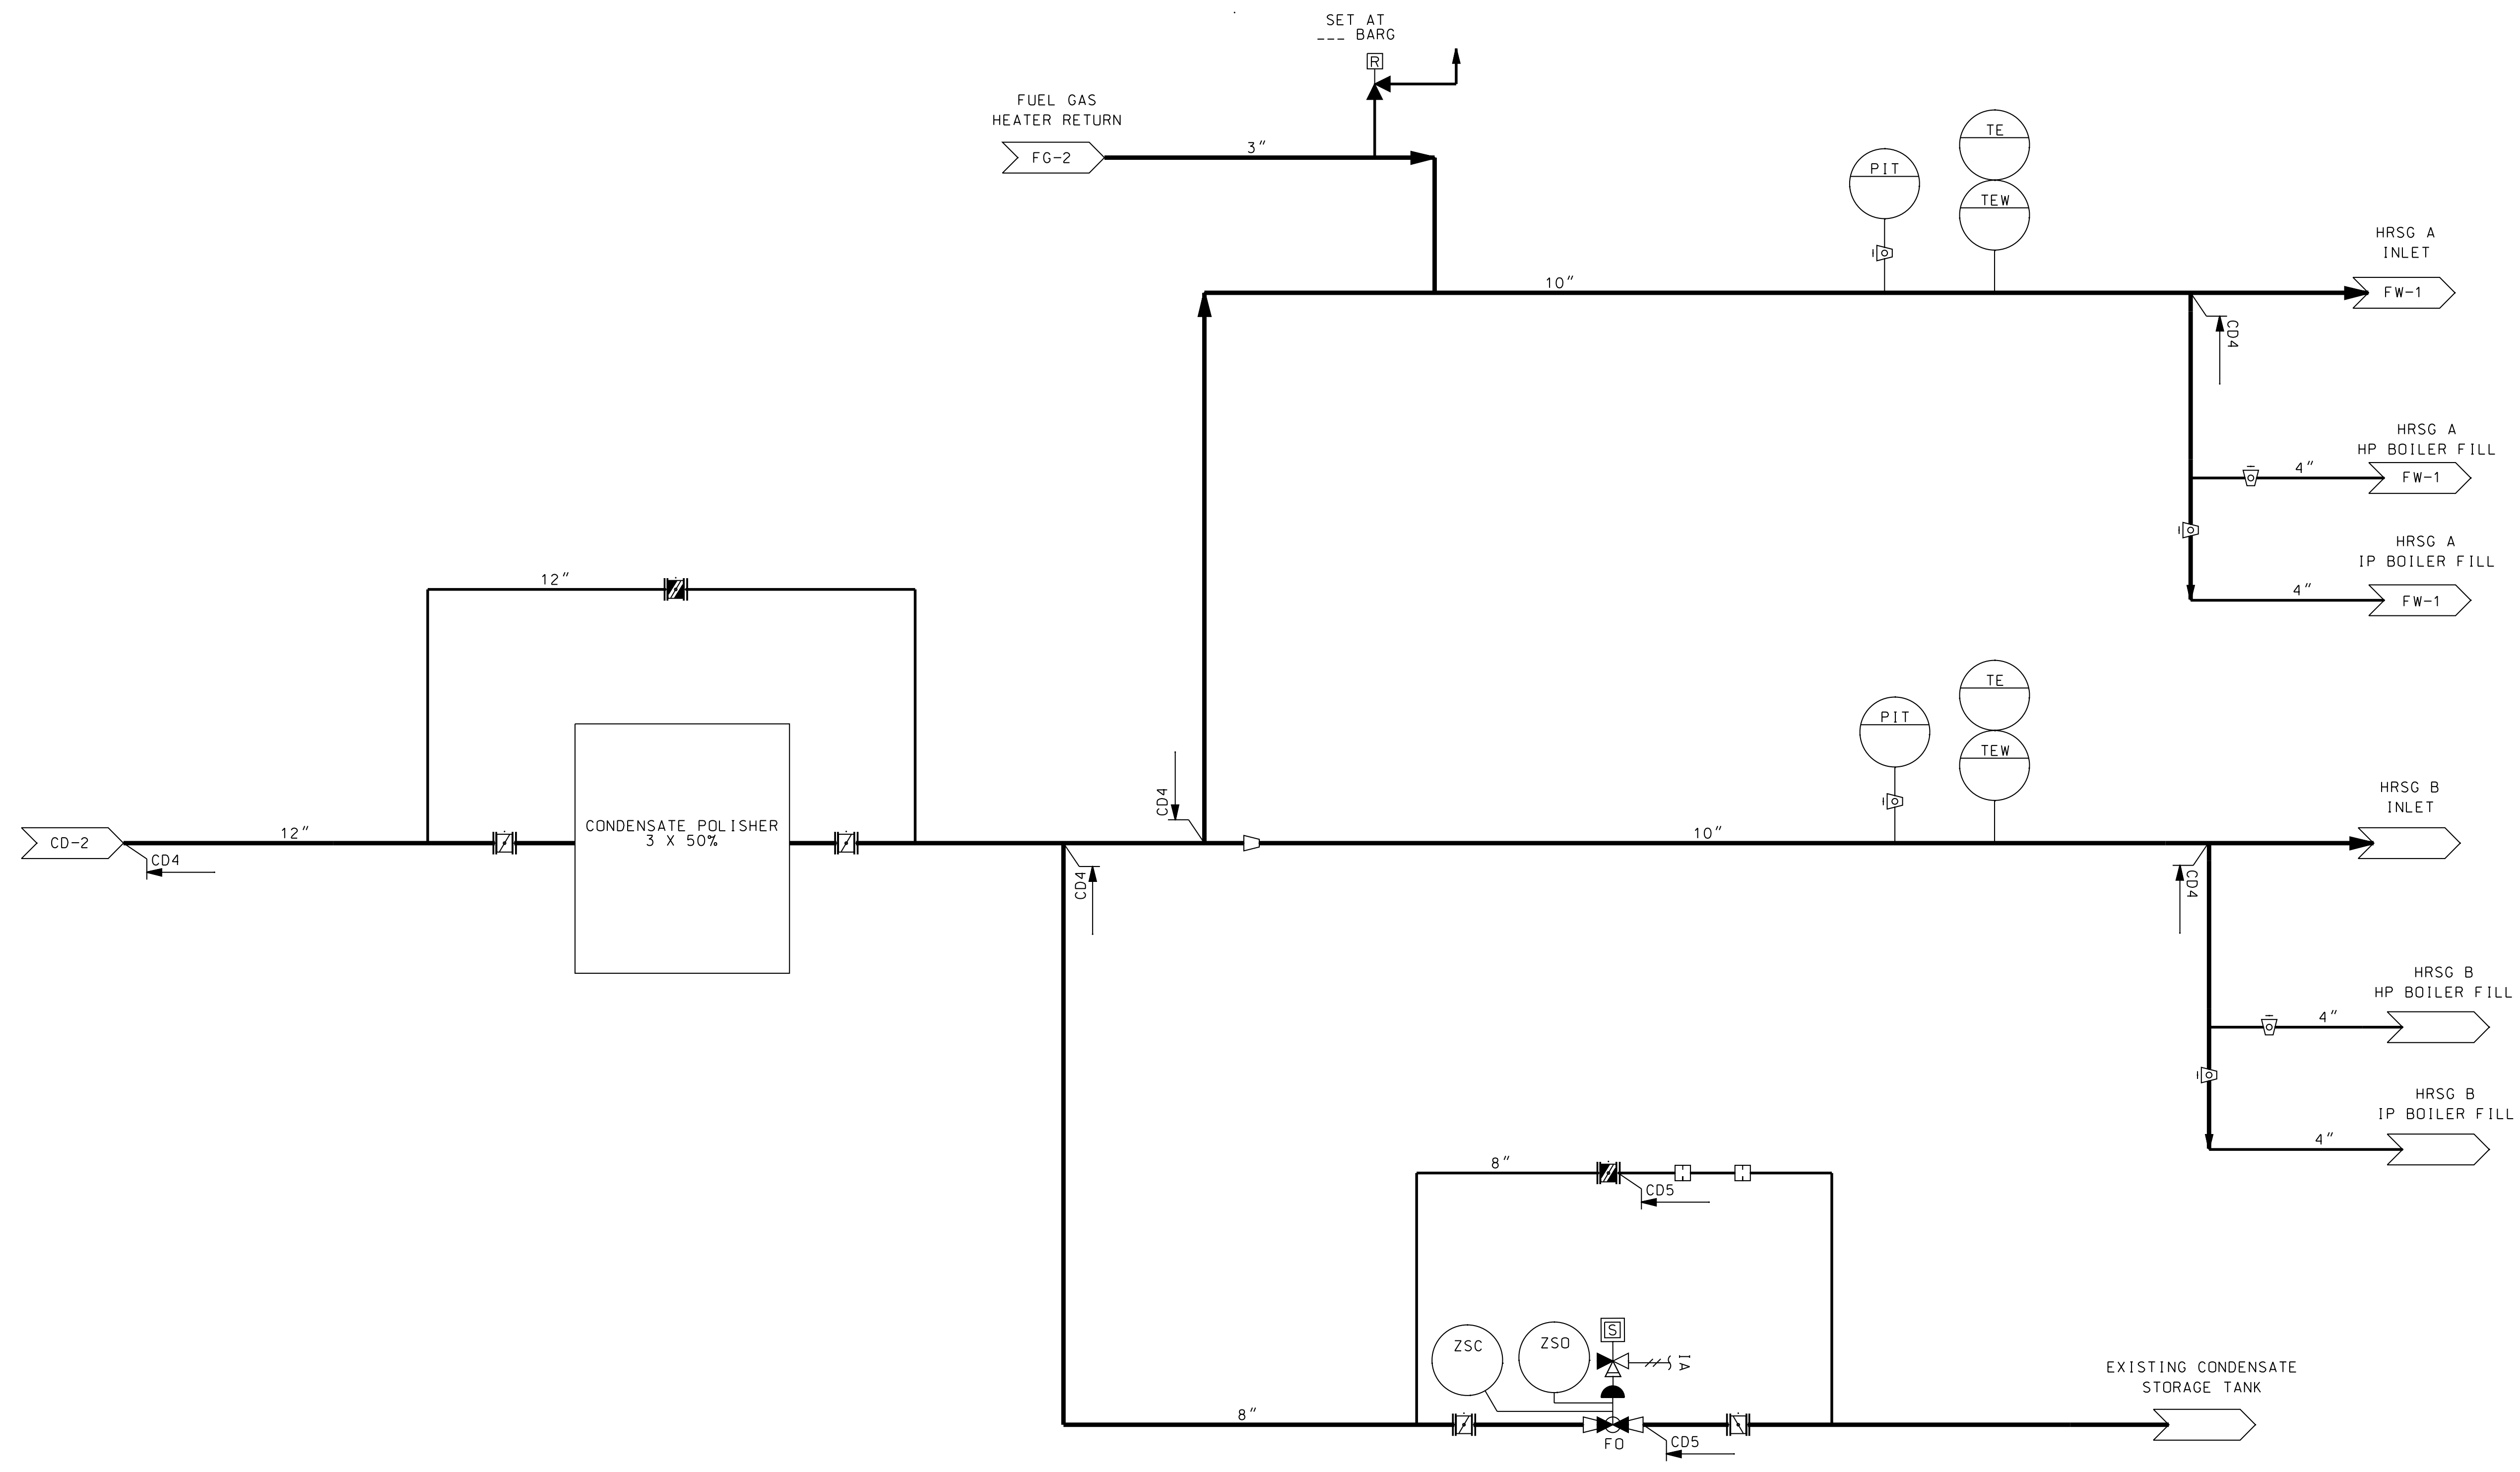 SET AT
___ BARG
R
FUEL GAS
HEATER RETURN
FG-2
3"
PIT
TE
TEW
10"
HRSG A
INLET
FW-1
CD4
HRSG A
HP BOILER FILL
4"
FW-1
HRSG A
IP BOILER FILL
4"
FW-1
12"
CD-2
CD4
12"
CONDENSATE POLISHER
3 X 50%
CD4
CD4
PIT
TE
TEW
10"
HRSG B
INLET
CD4
HRSG B
HP BOILER FILL
4"
HRSG B
IP BOILER FILL
4"
8"
CD5
ZSC
ZSO
S
IA
8"
FO
CD5
EXISTING CONDENSATE
STORAGE TANK